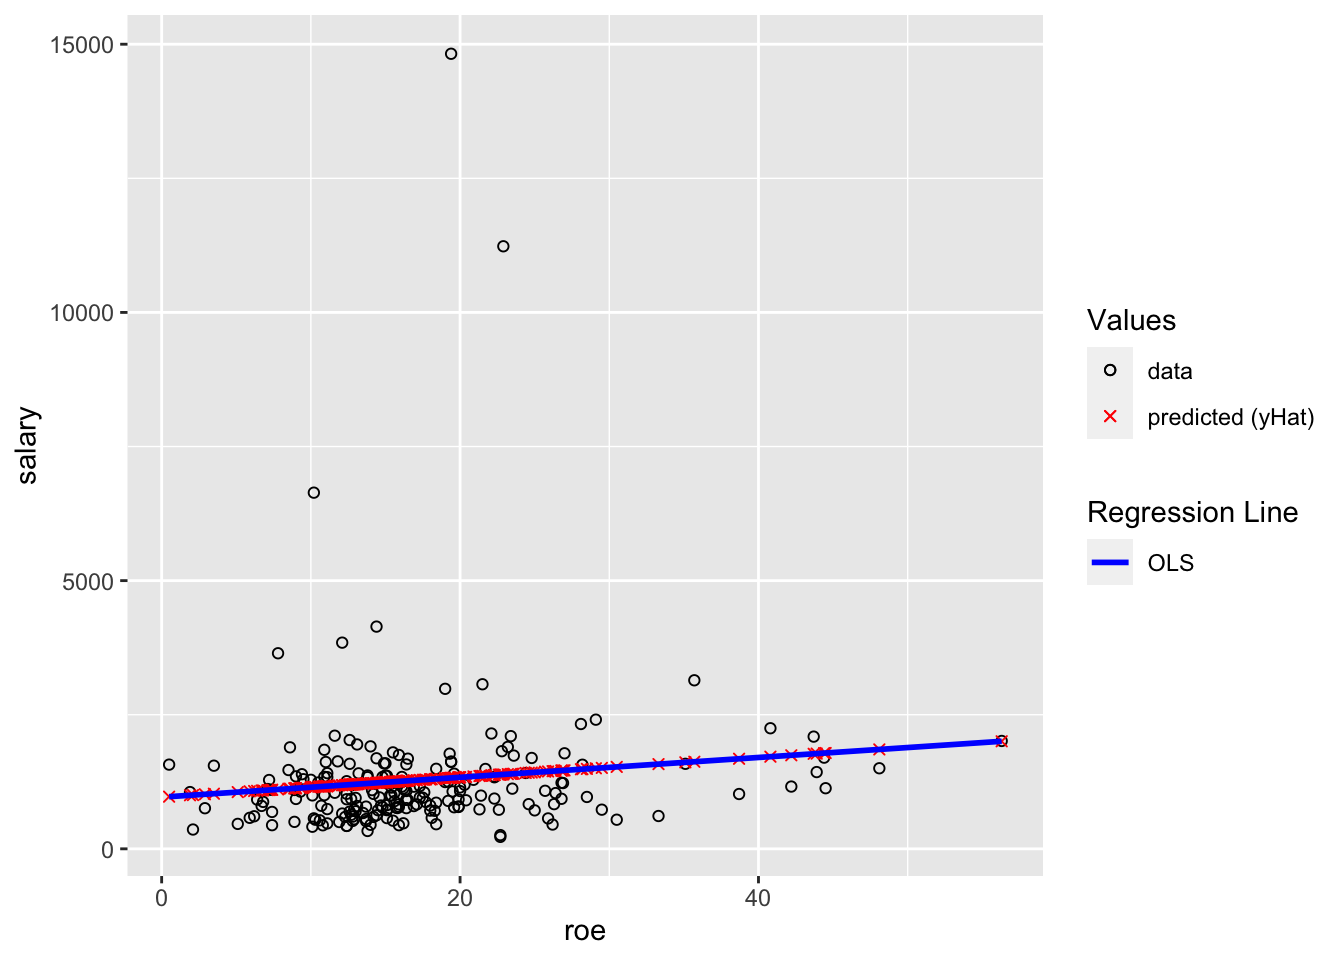 15000
10000
5000
0
salary
0
20
40
roe
Values
data
predicted (yHat)
Regression Line
OLS